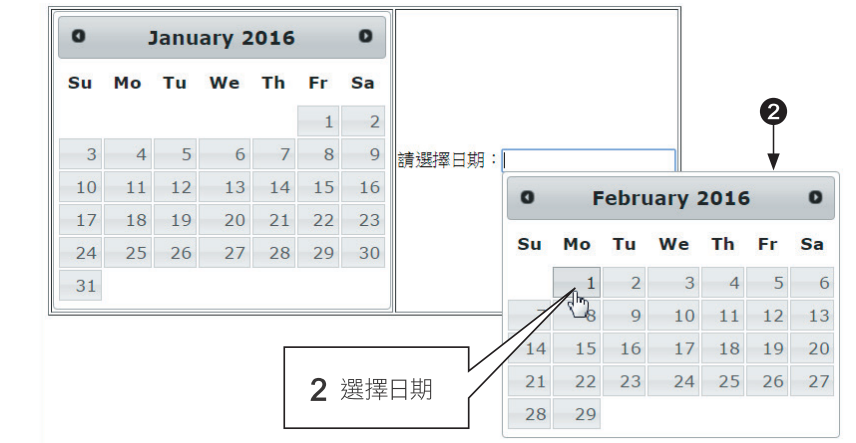 January 2016
Su Mo Tu We Th Fr Sa
1 2
3 4 5 6 7 8 9
10 11 12 13 14 15 16
17 18 19 20 21 22 23
24 25 26 27 28 29 30
31
請選擇日期：
2
February 2016
Su Mo Tu We Th Fr Sa
1 2 3 4 5 6
7 8 9 10 11 12 13
14 15 16 17 18 19 20
21 22 23 24 25 26 27
28 29
2 選擇日期